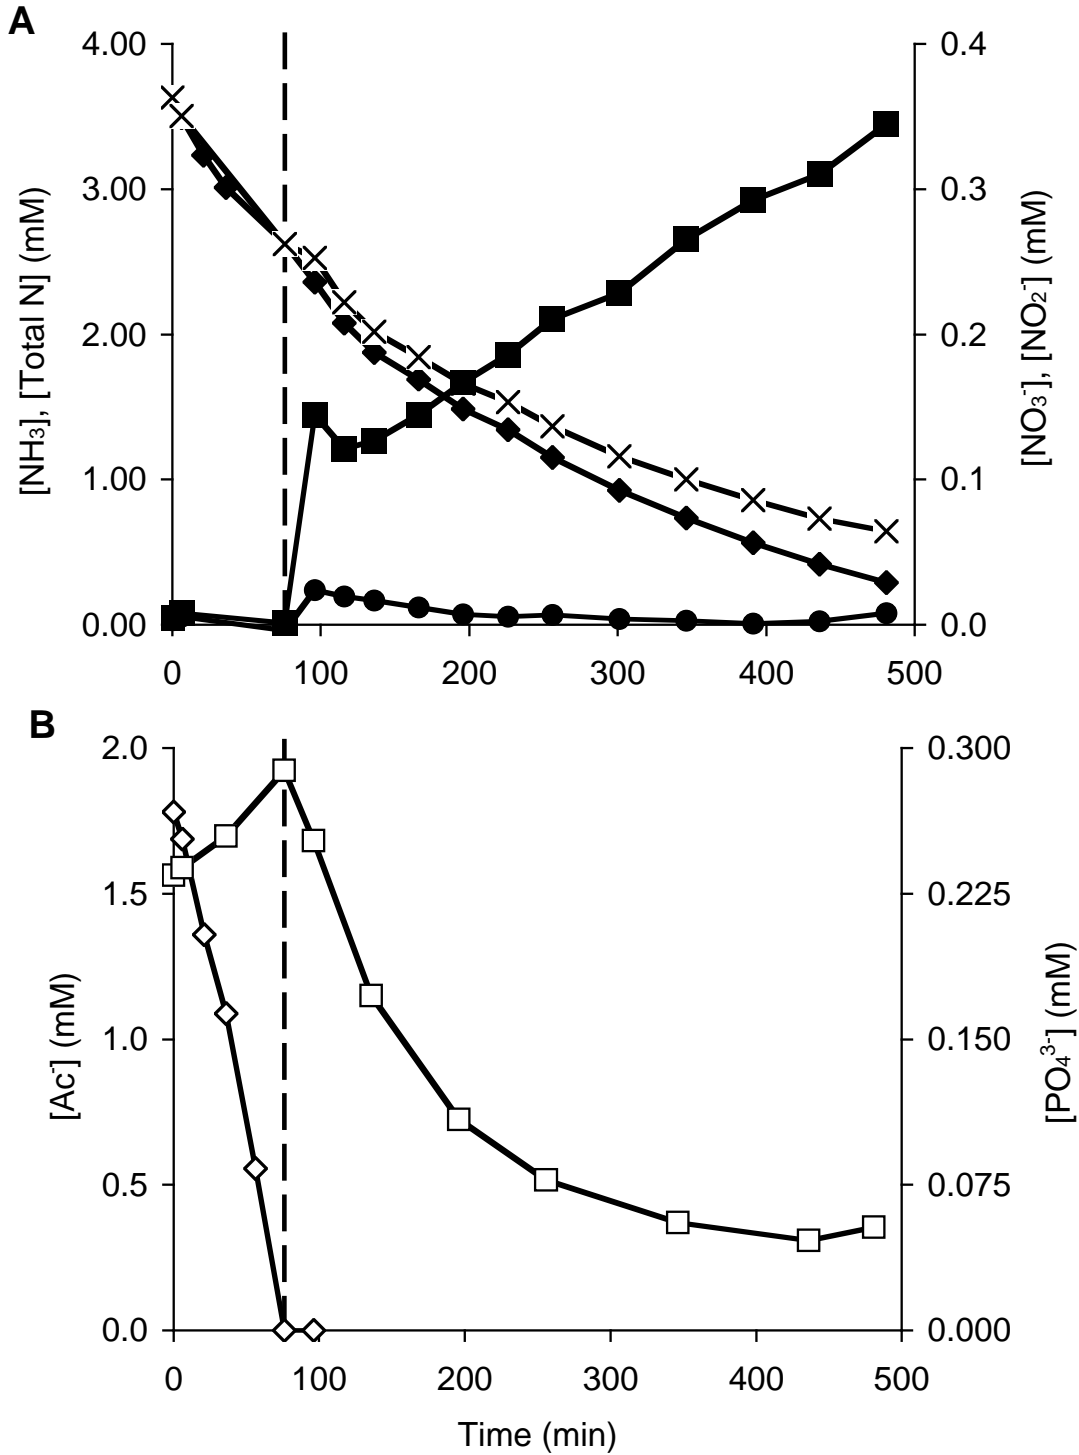 A
4.00 0.4
3.00 0.3
2.00 0.2
1.00 0.1
0.00 0.0
0 100 200 300 400 500
[NH₃], [Total N] (mM)
[NO₃⁻], [NO₂⁻] (mM)
B
2.0 0.300
1.5 0.225
1.0 0.150
0.5 0.075
0.0 0.000
0 100 200 300 400 500
[Ac⁻] (mM)
[PO₄³⁻] (mM)
Time (min)